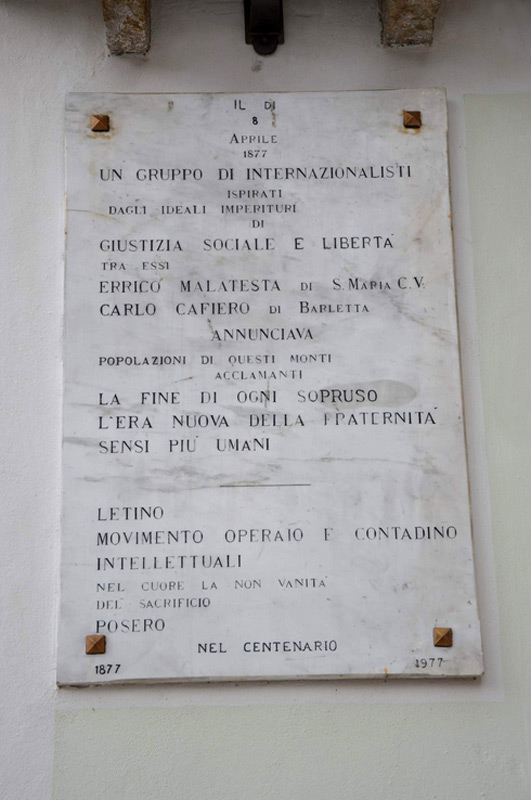 IL DI
8
APRILE
1877
UN GRUPPO DI INTERNAZIONALISTI
ISPIRATI
DAGLI IDEALI IMPERITURI
DI
GIUSTIZIA SOCIALE E LIBERTA'
TRA ESSI
ERRICO MALATESTA DI S. MARIA C.V.
CARLO CAFIERO DI BARLETTA
ANNUNCIAVA
POPOLAZIONI DI QUESTI MONTI
ACCLAMANTI
LA FINE DI OGNI SOPRUSO
L'ERA NUOVA DELLA FRATERNITA'
SENSI PIU' UMANI
LETINO
MOVIMENTO OPERAIO E CONTADINO
INTELLETTUALI
NEL CUORE LA NON VANITA'
DEL SACRIFICIO
POSERO
NEL CENTENARIO
1877 1977